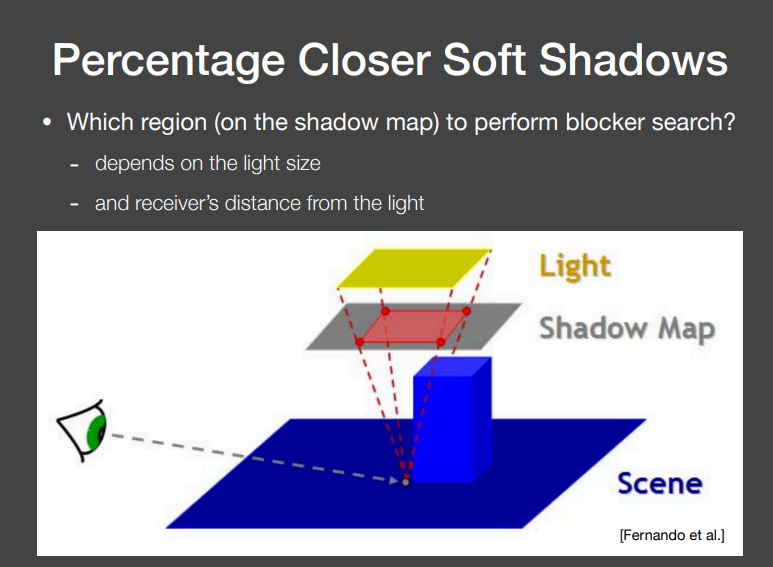 Percentage Closer Soft Shadows
• Which region (on the shadow map) to perform blocker search?
- depends on the light size
- and receiver's distance from the light
Light
Shadow Map
Scene
[Fernando et al.]